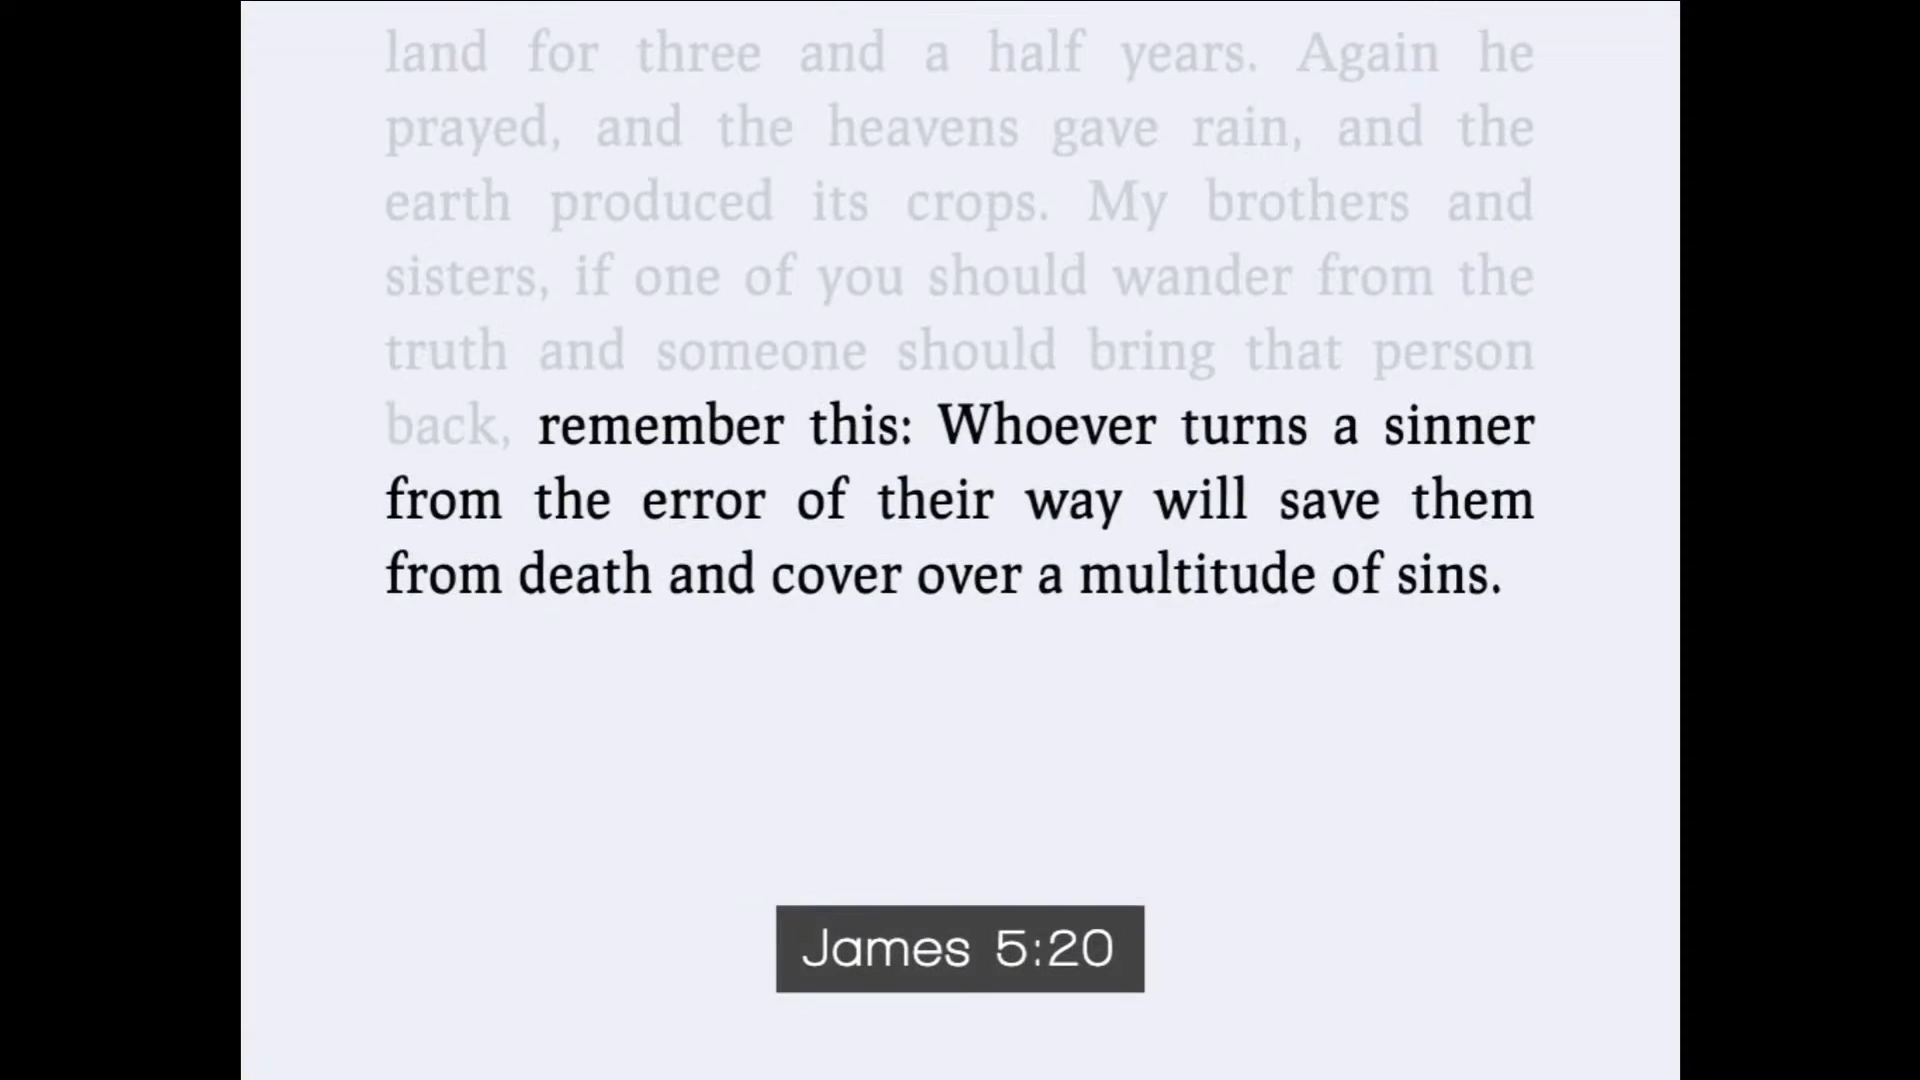 land for three and a half years. Again he
prayed, and the heavens gave rain, and the
earth produced its crops. My brothers and
sisters, if one of you should wander from the
truth and someone should bring that person
back, remember this: Whoever turns a sinner
from the error of their way will save them
from death and cover over a multitude of sins.
James 5:20